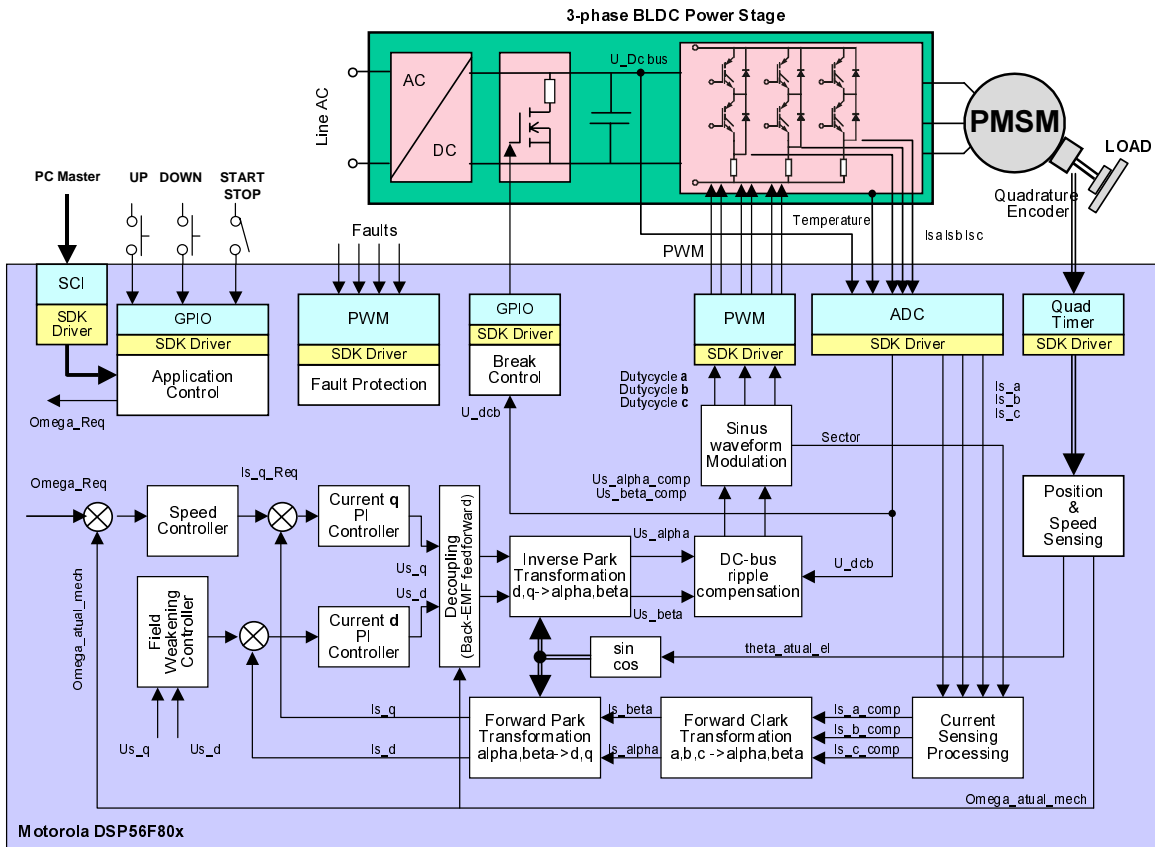 3-phase BLDC Power Stage
U_Dc bus
AC
DC
Line AC
PMSM
LOAD
Quadrature
Encoder
PC Master
UP
DOWN
START
STOP
Faults
PWM
Temperature
Isa Isb Isc
SCI
SDK
Driver
GPIO
SDK Driver
Application
Control
PWM
SDK Driver
Fault Protection
GPIO
SDK Driver
Break
Control
PWM
SDK Driver
ADC
SDK Driver
Quad
Timer
SDK Driver
Omega_Req
U_dcb
Dutycycle a
Dutycycle b
Dutycycle c
Is_a
Is_b
Is_c
Sinus
waveform
Modulation
Sector
Us_alpha_comp
Us_beta_comp
Omega_Req
Speed
Controller
Is_q_Req
Current q
PI
Controller
Us_q
Us_d
Decoupling
(Back-EMF feedforward)
Inverse Park
Transformation
d,q->alpha,beta
Us_alpha
Us_beta
DC-bus
ripple
compensation
U_dcb
Position
&
Speed
Sensing
Omega_atual_mech
Field
Weakening
Controller
Current d
PI
Controller
sin
cos
theta_atual_el
Us_q
Us_d
Is_q
Is_d
Forward Park
Transformation
alpha,beta->d,q
Is_beta
Is_alpha
Forward Clark
Transformation
a,b,c ->alpha,beta
Is_a_comp
Is_b_comp
Is_c_comp
Current
Sensing
Processing
Omega_atual_mech
Motorola DSP56F80x